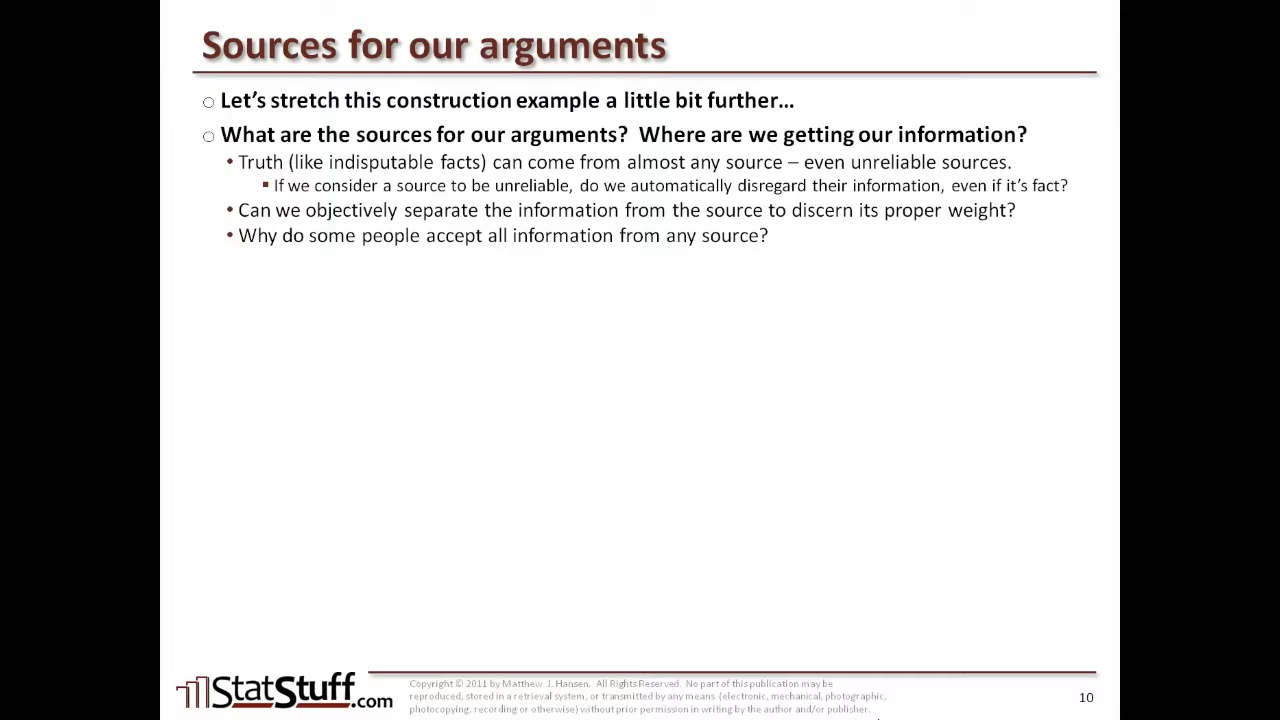 Sources for our arguments
○ Let's stretch this construction example a little bit further…
○ What are the sources for our arguments?  Where are we getting our information?
• Truth (like indisputable facts) can come from almost any source – even unreliable sources.
▪ If we consider a source to be unreliable, do we automatically disregard their information, even if it's fact?
• Can we objectively separate the information from the source to discern its proper weight?
• Why do some people accept all information from any source?
StatStuff.com
Copyright © 2011 by Matthew J. Hansen. All Rights Reserved. No part of this publication may be
reproduced, stored in a retrieval system, or transmitted by any means (electronic, mechanical, photographic,
photocopying, recording or otherwise) without prior permission in writing by the author and/or publisher.
10